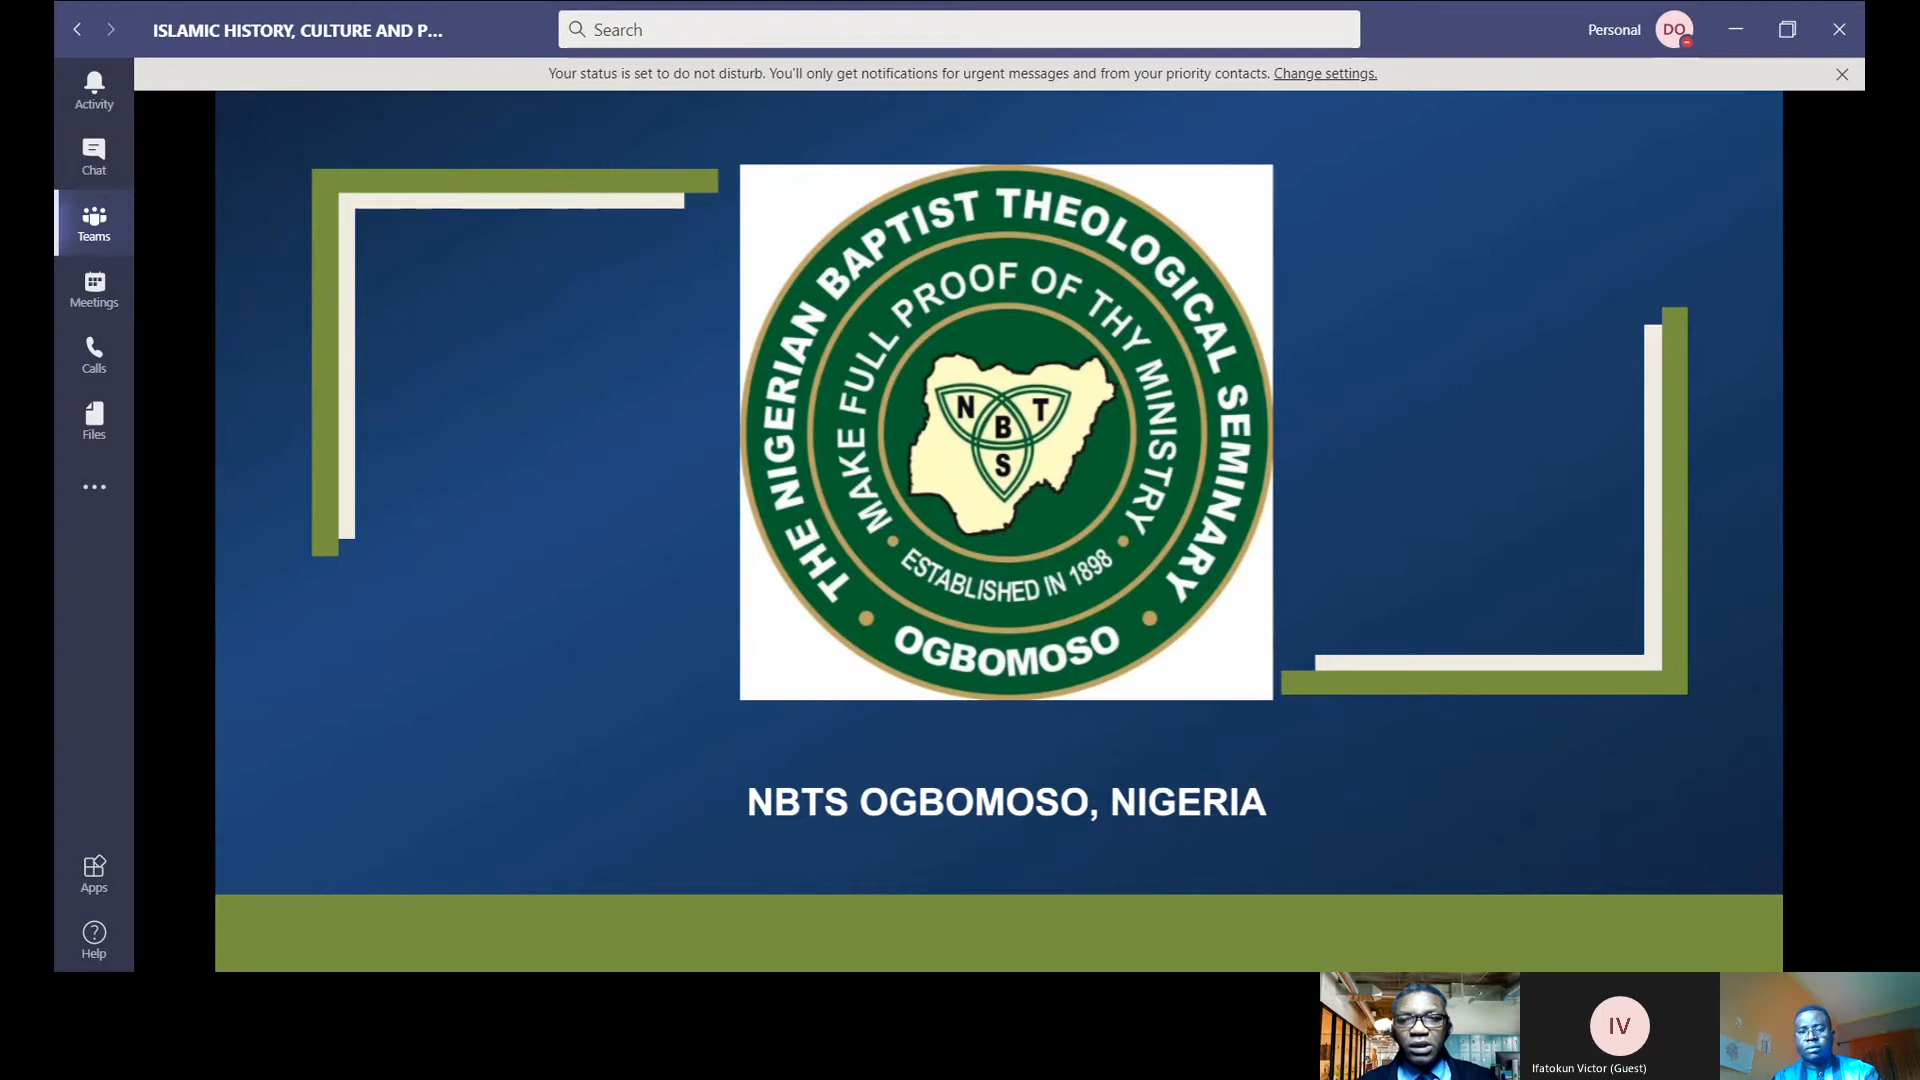 ISLAMIC HISTORY, CULTURE AND P...
Search
Personal
DO
Your status is set to do not disturb. You'll only get notifications for urgent messages and from your priority contacts. Change settings.
Activity
Chat
Teams
Meetings
Calls
Files
Apps
Help
THE NIGERIAN BAPTIST THEOLOGICAL SEMINARY
MAKE FULL PROOF OF THY MINISTRY
N T
B
S
ESTABLISHED IN 1898
OGBOMOSO
NBTS OGBOMOSO, NIGERIA
IV
Ifatokun Victor (Guest)